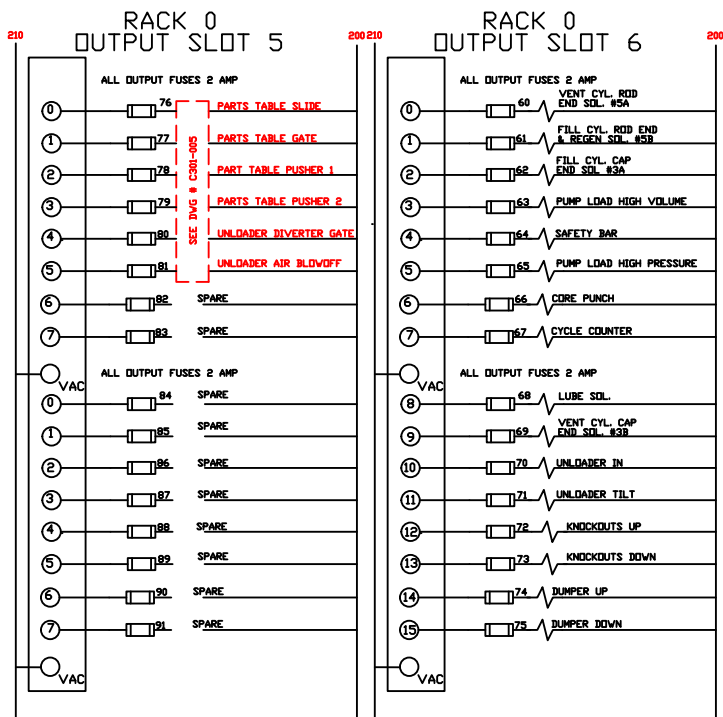 RACK 0
OUTPUT SLOT 5
210
200
ALL OUTPUT FUSES 2 AMP
0 76 PARTS TABLE SLIDE
1 77 PARTS TABLE GATE
2 78 PART TABLE PUSHER 1
3 79 PARTS TABLE PUSHER 2
4 80 UNLOADER DIVERTER GATE
5 81 UNLOADER AIR BLOWOFF
SEE DWG # C301-005
6 82 SPARE
7 83 SPARE
VAC
ALL OUTPUT FUSES 2 AMP
0 84 SPARE
1 85 SPARE
2 86 SPARE
3 87 SPARE
4 88 SPARE
5 89 SPARE
6 90 SPARE
7 91 SPARE
VAC
RACK 0
OUTPUT SLOT 6
210
200
ALL OUTPUT FUSES 2 AMP
0 60 VENT CYL. ROD
END SOL. #5A
1 61 FILL CYL. ROD END
& REGEN SOL. #5B
2 62 FILL CYL. CAP
END SOL #3A
3 63 PUMP LOAD HIGH VOLUME
4 64 SAFETY BAR
5 65 PUMP LOAD HIGH PRESSURE
6 66 CORE PUNCH
7 67 CYCLE COUNTER
VAC
ALL OUTPUT FUSES 2 AMP
8 68 LUBE SOL.
9 69 VENT CYL. CAP
END SOL. #3B
10 70 UNLOADER IN
11 71 UNLOADER TILT
12 72 KNOCKOUTS UP
13 73 KNOCKOUTS DOWN
14 74 DUMPER UP
15 75 DUMPER DOWN
VAC